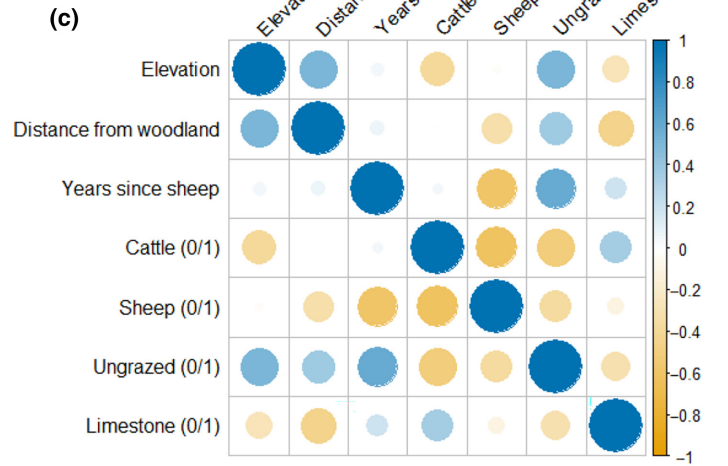 (c)
Elevation
Distance from woodland
Years since sheep
Cattle (0/1)
Sheep (0/1)
Ungrazed (0/1)
Limestone (0/1)
1
0.8
0.6
0.4
0.2
0
−0.2
−0.4
−0.6
−0.8
−1